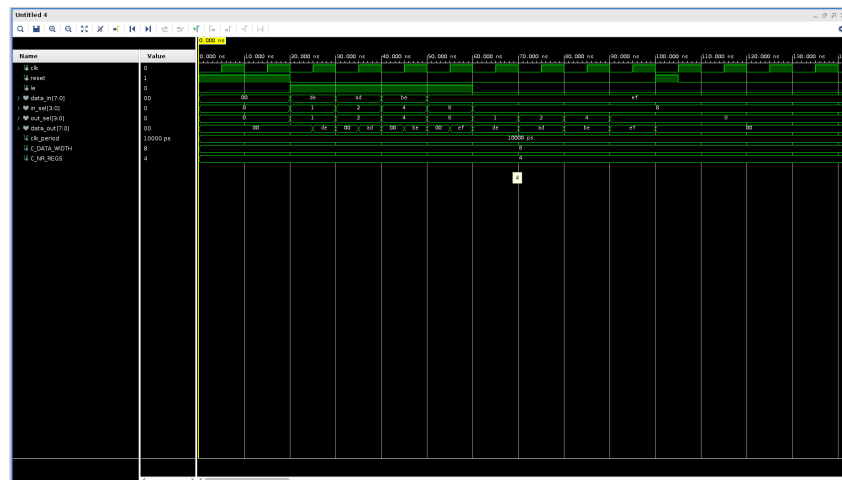 Untitled 4
0.000 ns
Name Value
0.000 ns 10.000 ns 20.000 ns 30.000 ns 40.000 ns 50.000 ns 60.000 ns 70.000 ns 80.000 ns 90.000 ns 100.000 ns 110.000 ns 120.000 ns 130.000 ns
clk 0
reset 1
le 0
data_in[7:0] 00 00 de ad be ef
in_sel[3:0] 0 0 1 2 4 8 0
out_sel[3:0] 0 0 1 2 4 8 1 2 4 8
data_out[7:0] 00 00 de 00 ad 00 be 00 ef de ad be ef 00
clk_period 10000 ps 10000 ps
C_DATA_WIDTH 8 8
C_NR_REGS 4 4
4